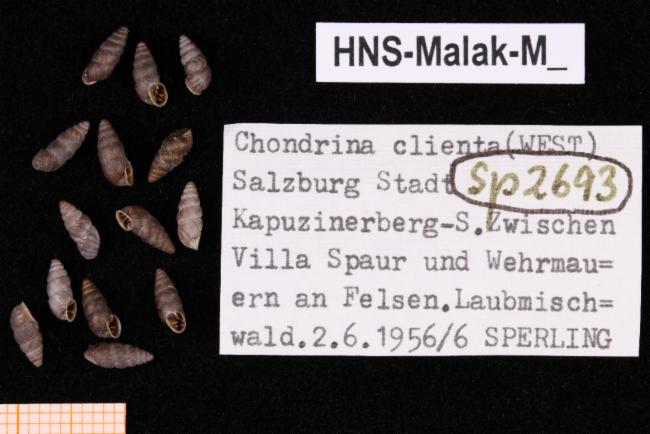 HNS-Malak-M_
Chondrina clienta(WEST)
Salzburg Stadt sp2693
Kapuzinerberg-S.Zwischen
Villa Spaur und Wehrmau=
ern an Felsen.Laubmisch=
wald.2.6.1956/6 SPERLING